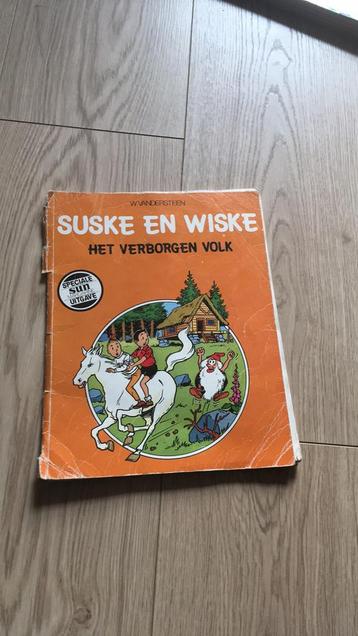 W.VANDERSTEEN
SUSKE EN WISKE
HET VERBORGEN VOLK
SPECIALE
sun
UITGAVE